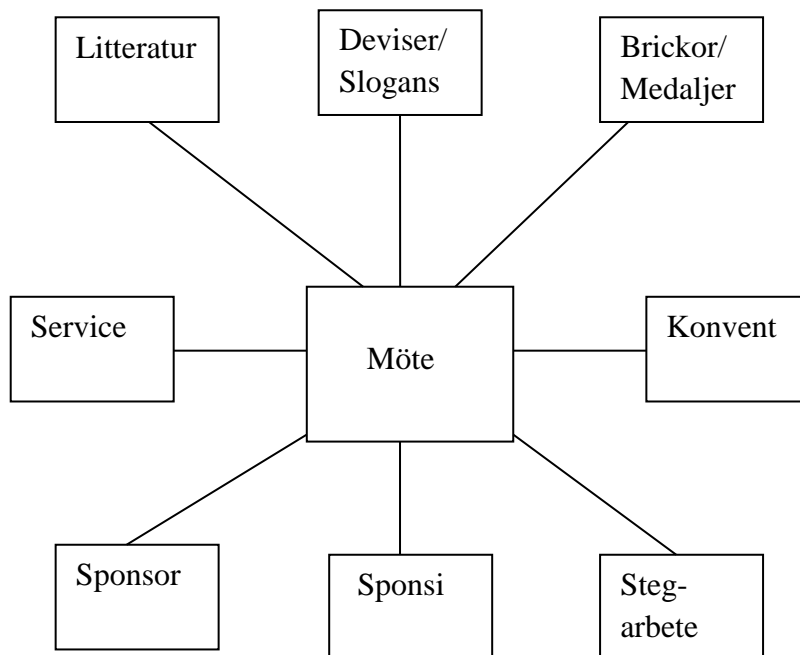 Litteratur
Deviser/
Slogans
Brickor/
Medaljer
Service
Möte
Konvent
Sponsor
Sponsi
Steg-
arbete